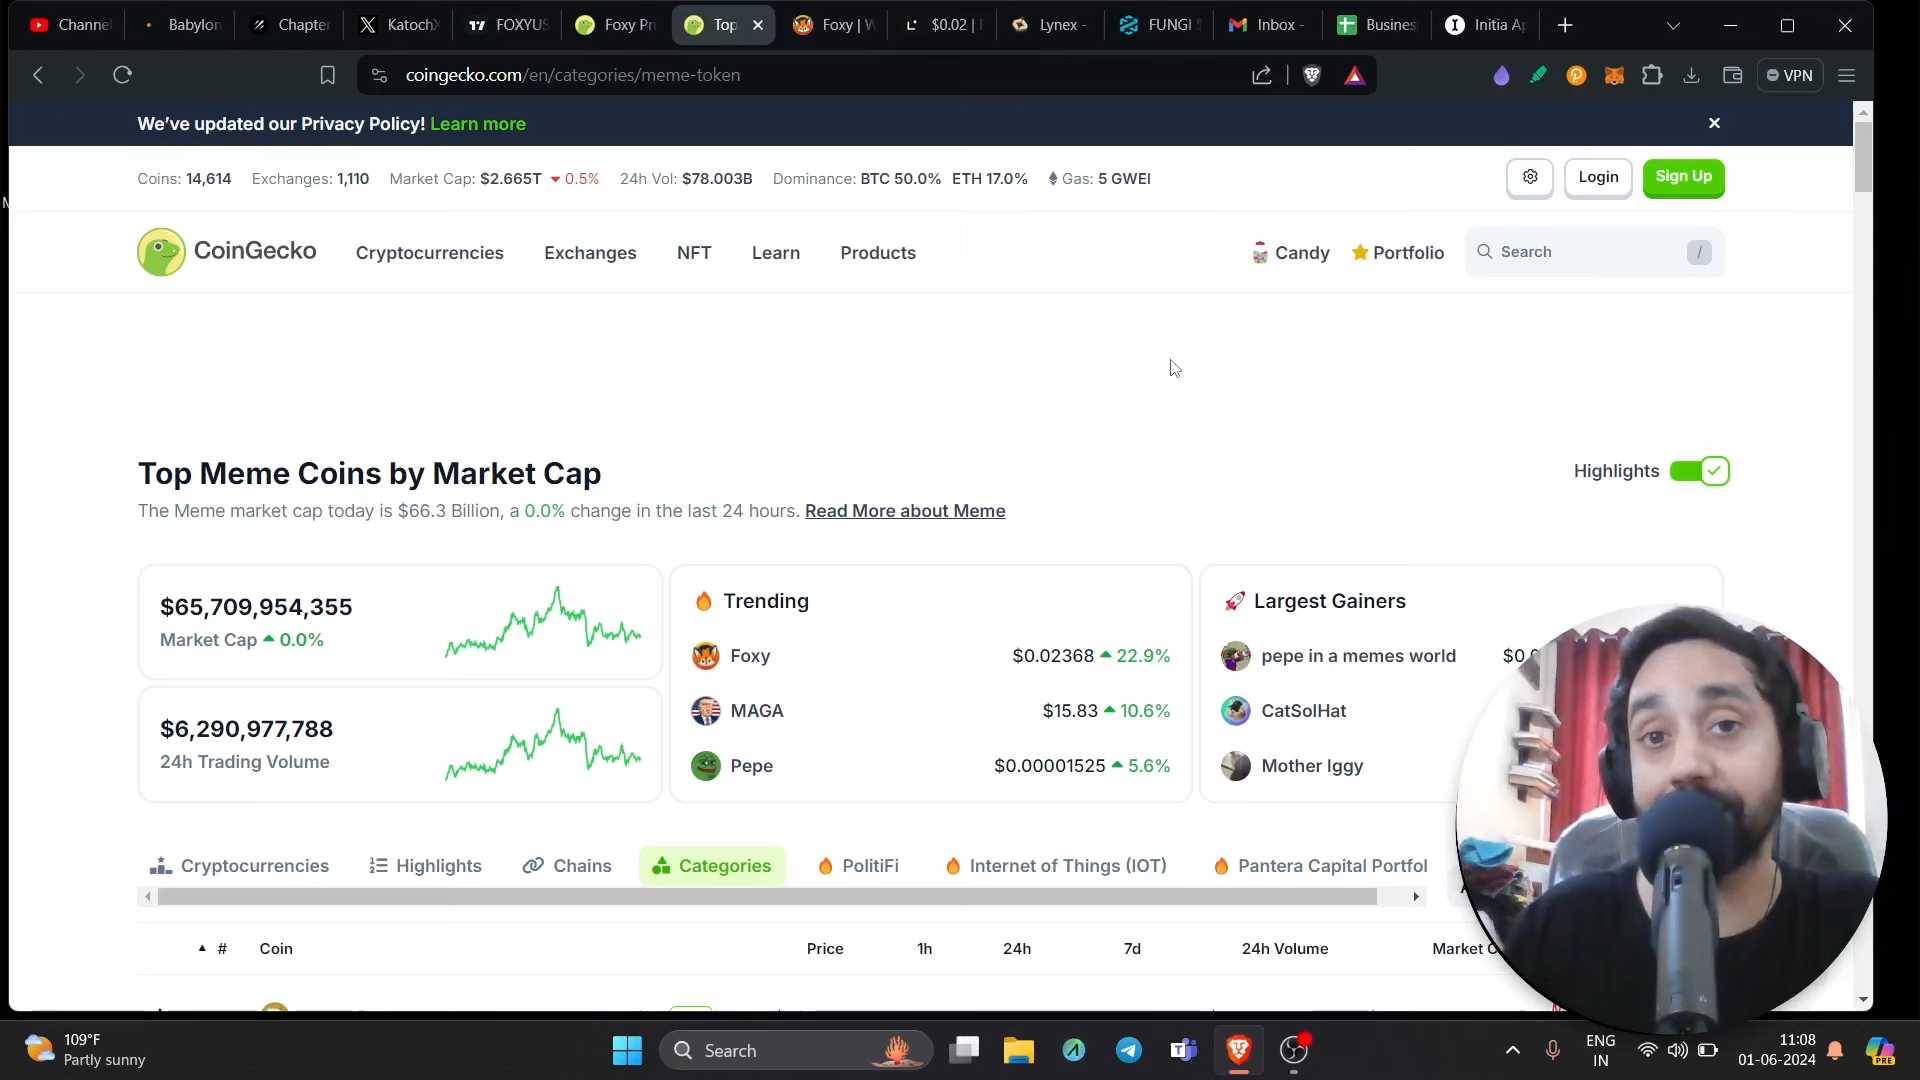 Channel
Babylon
Chapter
KatochX
FOXYUS
Foxy Pri
Top
Foxy | W
$0.02 |
Lynex -
FUNGI
Inbox -
Busines
Initia Ap
coingecko.com/en/categories/meme-token
VPN
We've updated our Privacy Policy! Learn more
Coins: 14,614 Exchanges: 1,110 Market Cap: $2.665T 0.5% 24h Vol: $78.003B Dominance: BTC 50.0% ETH 17.0% Gas: 5 GWEI
Login
Sign Up
CoinGecko
Cryptocurrencies
Exchanges
NFT
Learn
Products
Candy
Portfolio
Search
/
Top Meme Coins by Market Cap
Highlights
The Meme market cap today is $66.3 Billion, a 0.0% change in the last 24 hours. Read More about Meme
$65,709,954,355
Market Cap 0.0%
$6,290,977,788
24h Trading Volume
Trending
Foxy $0.02368 22.9%
MAGA $15.83 10.6%
Pepe $0.00001525 5.6%
Largest Gainers
pepe in a memes world
CatSolHat
Mother Iggy
Cryptocurrencies
Highlights
Chains
Categories
PolitiFi
Internet of Things (IOT)
Pantera Capital Portfol
# Coin Price 1h 24h 7d 24h Volume Market C
109°F
Partly sunny
Search
ENG
IN
11:08
01-06-2024
PRE